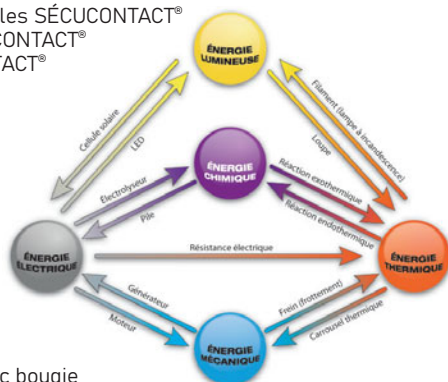 les SÉCUCONTACT®
CONTACT®
TACT®
ÉNERGIE
LUMINEUSE
Cellule solaire
LED
Filament (lampe à incandescence)
Loupe
ÉNERGIE
CHIMIQUE
Électrolyseur
Pile
Réaction exothermique
Réaction endothermique
Résistance électrique
ÉNERGIE
ÉLECTRIQUE
ÉNERGIE
THERMIQUE
Générateur
Moteur
Frein (frottement)
Carrousel thermique
ÉNERGIE
MÉCANIQUE
c bougie